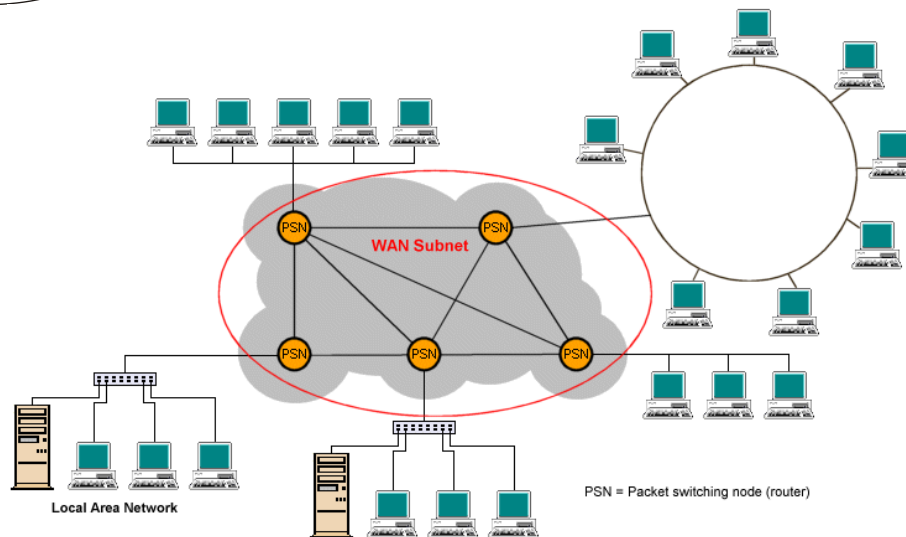 PSN
PSN
WAN Subnet
PSN
PSN
PSN
PSN = Packet switching node (router)
Local Area Network